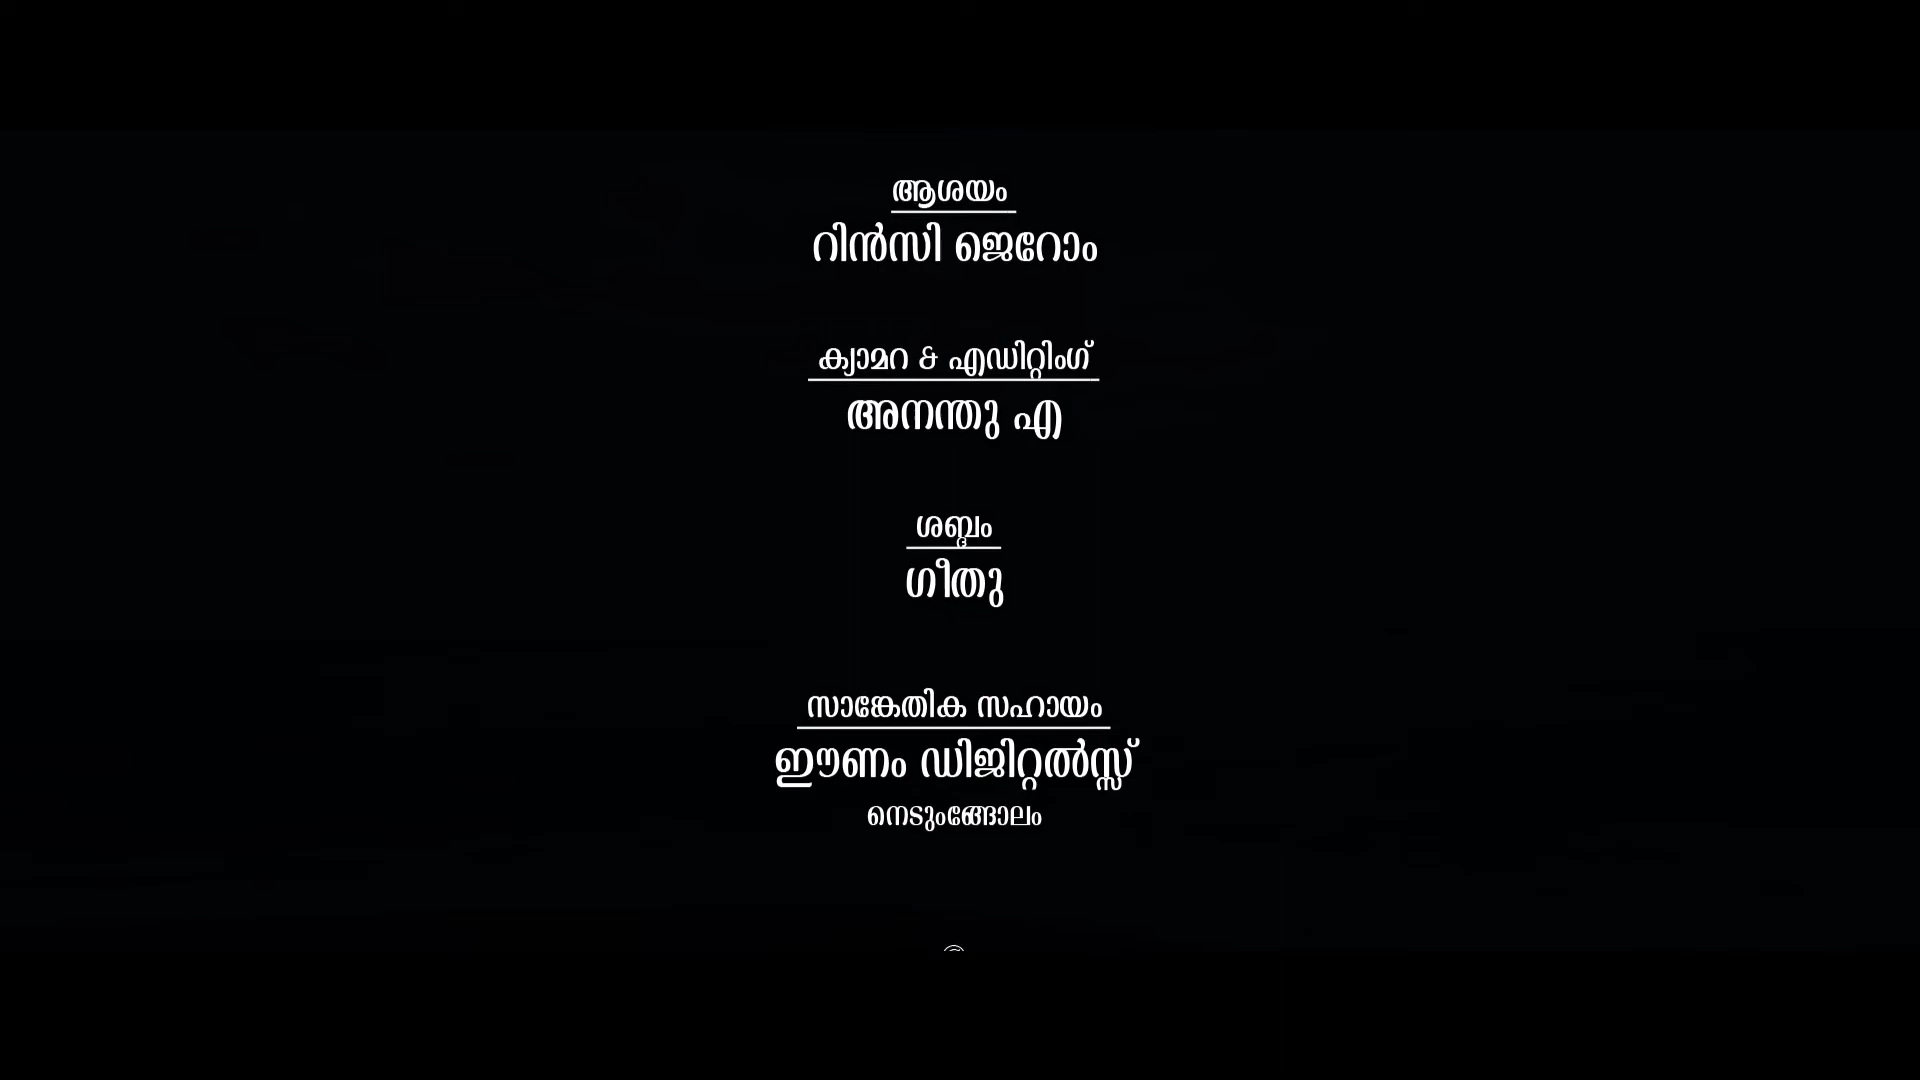 ആശയം
റിൻസി ജെറോം
ക്യാമറ & എഡിറ്റിംഗ്
അനന്തു എ
ശബ്ദം
ഗീതു
സാങ്കേതിക സഹായം
ഈണം ഡിജിറ്റൽസ്സ്
നെടുംങ്ങോലം